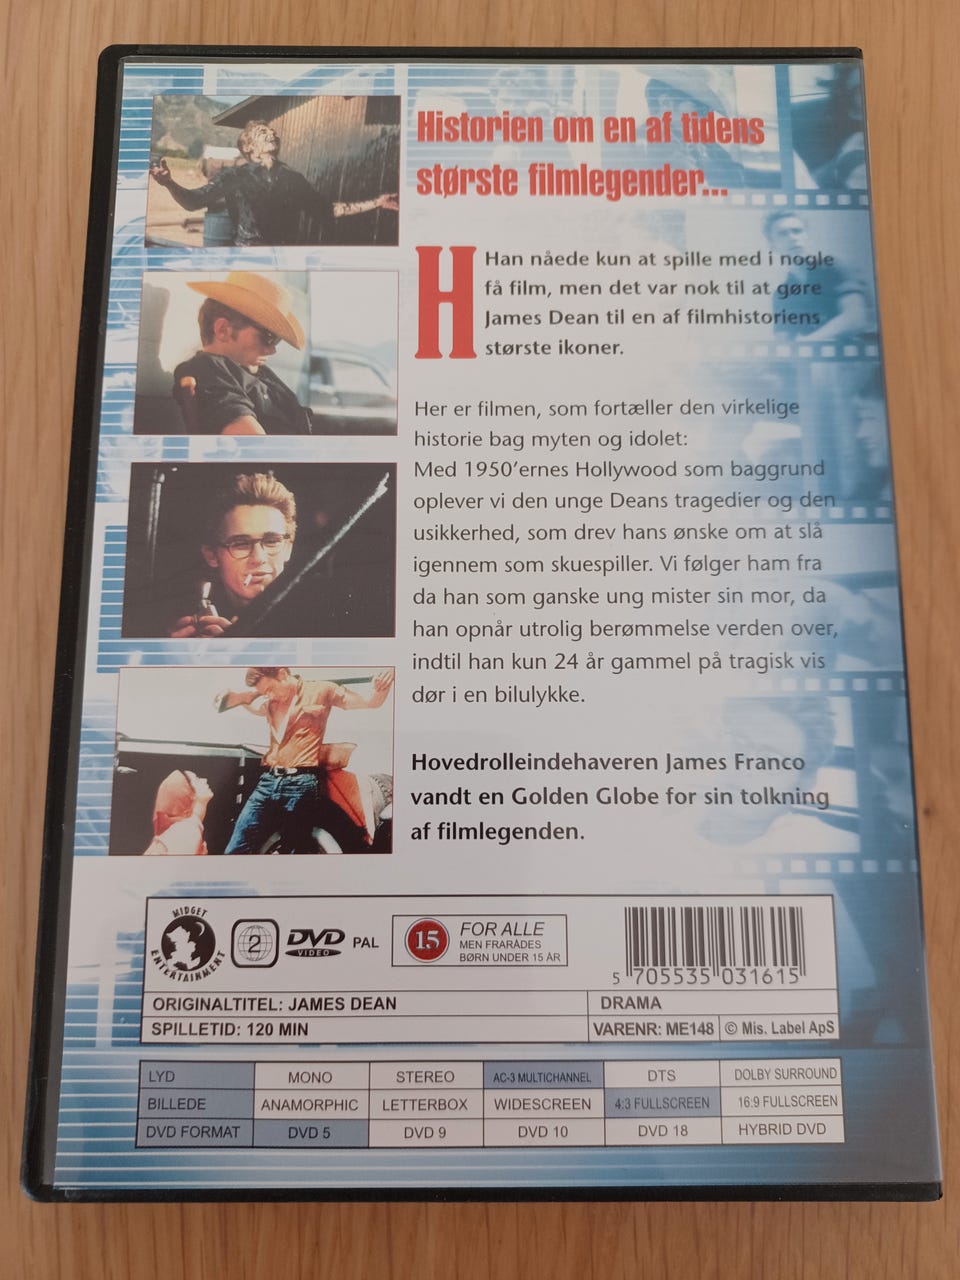 Historien om en af tidens
største filmlegender...
H Han nåede kun at spille med i nogle
få film, men det var nok til at gøre
James Dean til en af filmhistoriens
største ikoner.
Her er filmen, som fortæller den virkelige
historie bag myten og idolet:
Med 1950'ernes Hollywood som baggrund
oplever vi den unge Deans tragedier og den
usikkerhed, som drev hans ønske om at slå
igennem som skuespiller. Vi følger ham fra
da han som ganske ung mister sin mor, da
han opnår utrolig berømmelse verden over,
indtil han kun 24 år gammel på tragisk vis
dør i en bilulykke.
Hovedrolleindehaveren James Franco
vandt en Golden Globe for sin tolkning
af filmlegenden.
MIDGET ENTERTAINMENT
2
DVD VIDEO
PAL
15
FOR ALLE
MEN FRARÅDES
BØRN UNDER 15 ÅR
5 705535 031615
ORIGINALTITEL: JAMES DEAN DRAMA
SPILLETID: 120 MIN VARENR: ME148 © Mis. Label ApS
LYD MONO STEREO AC-3 MULTICHANNEL DTS DOLBY SURROUND
BILLEDE ANAMORPHIC LETTERBOX WIDESCREEN 4:3 FULLSCREEN 16:9 FULLSCREEN
DVD FORMAT DVD 5 DVD 9 DVD 10 DVD 18 HYBRID DVD